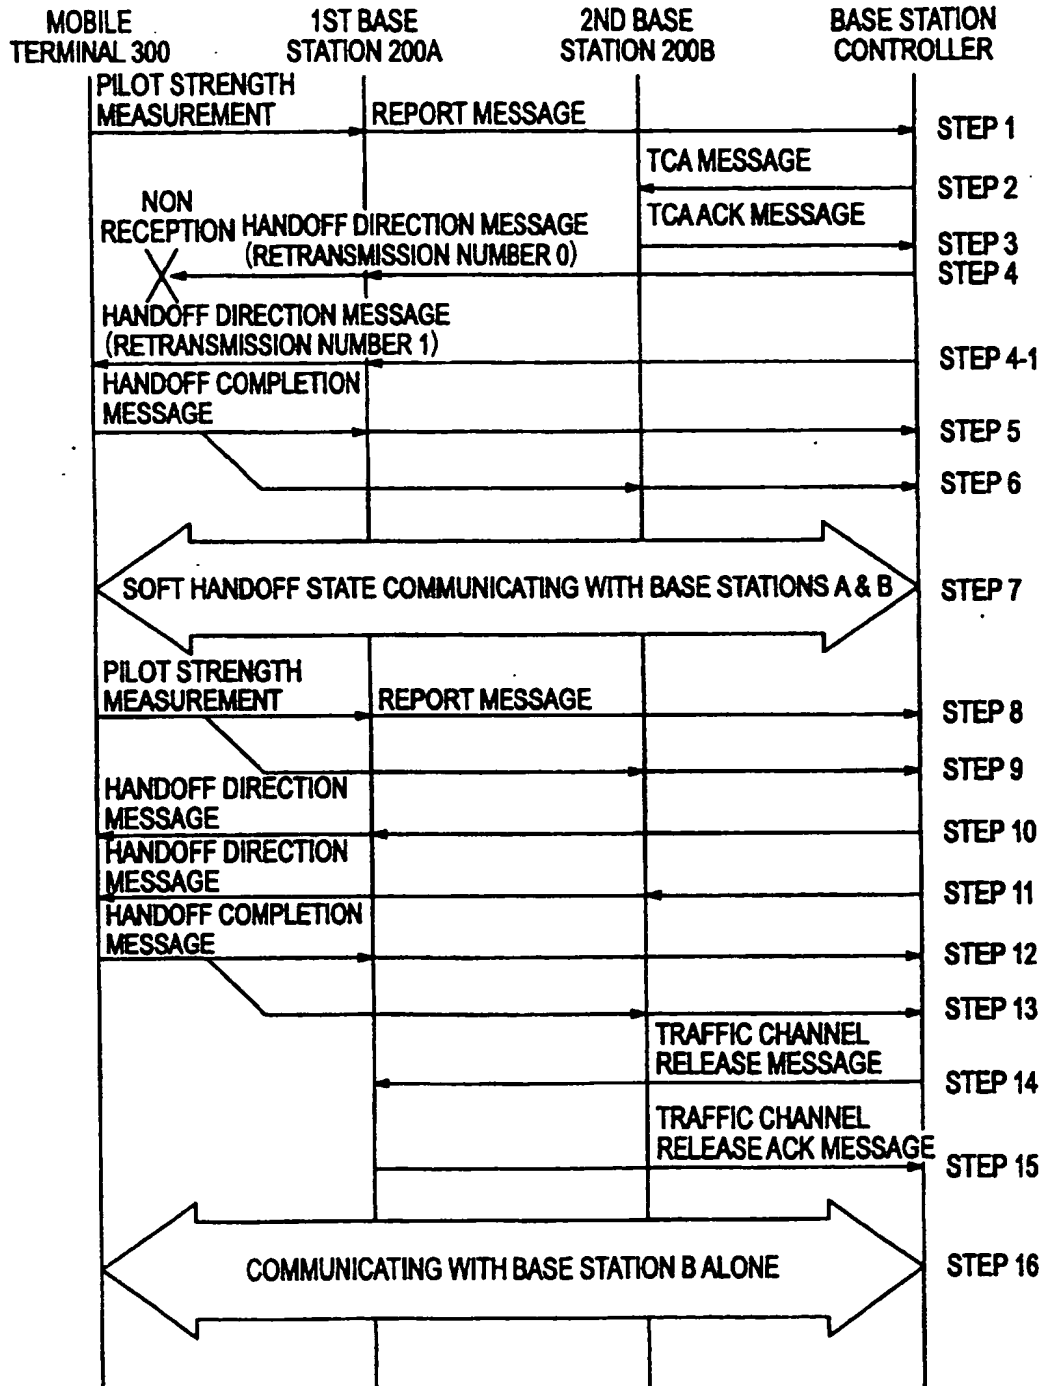 MOBILE
TERMINAL 300
1ST BASE
STATION 200A
2ND BASE
STATION 200B
BASE STATION
CONTROLLER
PILOT STRENGTH
MEASUREMENT
REPORT MESSAGE
STEP 1
TCA MESSAGE
STEP 2
NON
RECEPTION
TCA ACK MESSAGE
STEP 3
HANDOFF DIRECTION MESSAGE
(RETRANSMISSION NUMBER 0)
STEP 4
HANDOFF DIRECTION MESSAGE
(RETRANSMISSION NUMBER 1)
STEP 4-1
HANDOFF COMPLETION
MESSAGE
STEP 5
STEP 6
SOFT HANDOFF STATE COMMUNICATING WITH BASE STATIONS A & B
STEP 7
PILOT STRENGTH
MEASUREMENT
REPORT MESSAGE
STEP 8
STEP 9
HANDOFF DIRECTION
MESSAGE
STEP 10
HANDOFF DIRECTION
MESSAGE
STEP 11
HANDOFF COMPLETION
MESSAGE
STEP 12
STEP 13
TRAFFIC CHANNEL
RELEASE MESSAGE
STEP 14
TRAFFIC CHANNEL
RELEASE ACK MESSAGE
STEP 15
COMMUNICATING WITH BASE STATION B ALONE
STEP 16